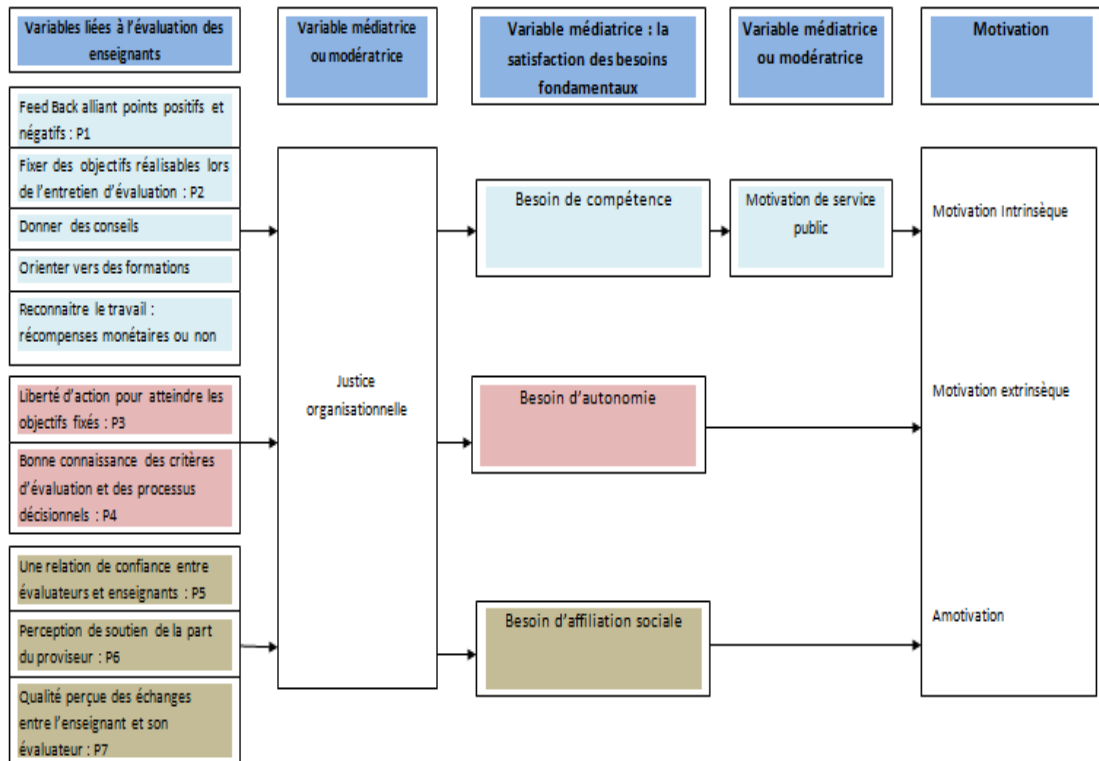 Variables liées à l'évaluation des
enseignants
Variable médiatrice
ou modératrice
Variable médiatrice : la
satisfaction des besoins
fondamentaux
Variable médiatrice
ou modératrice
Motivation
Feed Back alliant points positifs et
négatifs : P1
Fixer des objectifs réalisables lors
de l'entretien d'évaluation : P2
Donner des conseils
Orienter vers des formations
Reconnaitre le travail :
récompenses monétaires ou non
Liberté d'action pour atteindre les
objectifs fixés : P3
Bonne connaissance des critères
d'évaluation et des processus
décisionnels : P4
Une relation de confiance entre
évaluateurs et enseignants : P5
Perception de soutien de la part
du proviseur : P6
Qualité perçue des échanges
entre l'enseignant et son
évaluateur : P7
Justice
organisationnelle
Besoin de compétence
Besoin d'autonomie
Besoin d'affiliation sociale
Motivation de service
public
Motivation Intrinsèque
Motivation extrinsèque
Amotivation